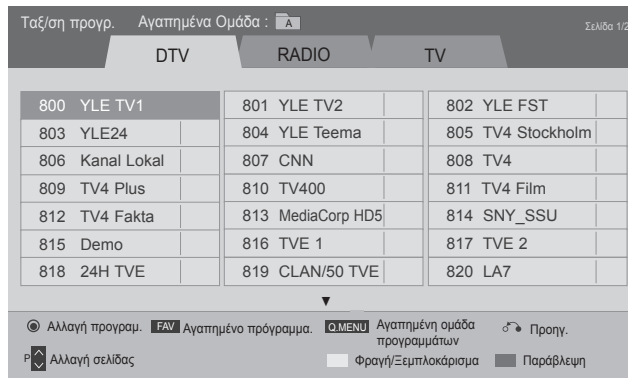 Ταξ/ση προγρ. Αγαπημένα Ομάδα : A Σελίδα 1/2
DTV RADIO TV
800 YLE TV1 801 YLE TV2 802 YLE FST
803 YLE24 804 YLE Teema 805 TV4 Stockholm
806 Kanal Lokal 807 CNN 808 TV4
809 TV4 Plus 810 TV400 811 TV4 Film
812 TV4 Fakta 813 MediaCorp HD5 814 SNY_SSU
815 Demo 816 TVE 1 817 TVE 2
818 24H TVE 819 CLAN/50 TVE 820 LA7
▼
Αλλαγή προγραμ. FAV Αγαπημένο πρόγραμμα. Q.MENU Αγαπημένη ομάδα προγραμμάτων Προηγ.
P Αλλαγή σελίδας Φραγή/Ξεμπλοκάρισμα Παράβλεψη